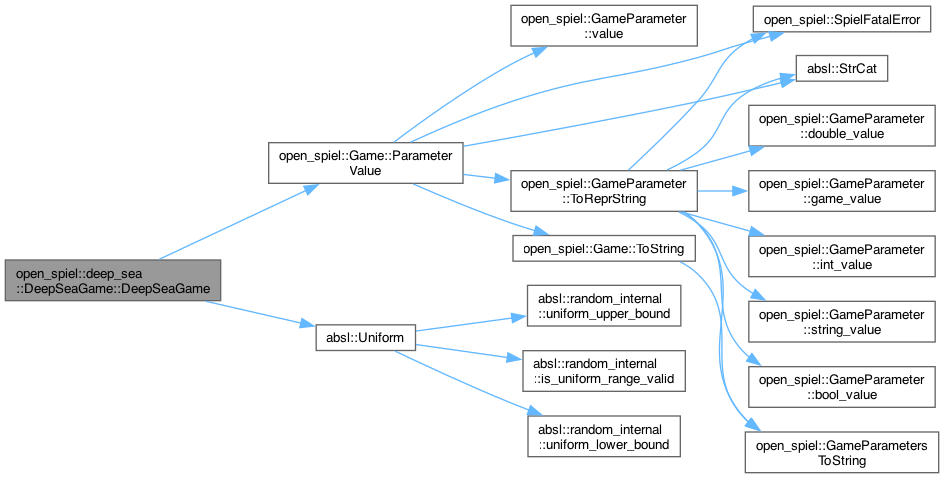 open_spiel::deep_sea
::DeepSeaGame::DeepSeaGame
open_spiel::Game::Parameter
Value
absl::Uniform
open_spiel::GameParameter
::value
open_spiel::GameParameter
::ToReprString
open_spiel::Game::ToString
absl::random_internal
::uniform_upper_bound
absl::random_internal
::is_uniform_range_valid
absl::random_internal
::uniform_lower_bound
open_spiel::SpielFatalError
absl::StrCat
open_spiel::GameParameter
::double_value
open_spiel::GameParameter
::game_value
open_spiel::GameParameter
::int_value
open_spiel::GameParameter
::string_value
open_spiel::GameParameter
::bool_value
open_spiel::GameParameters
ToString